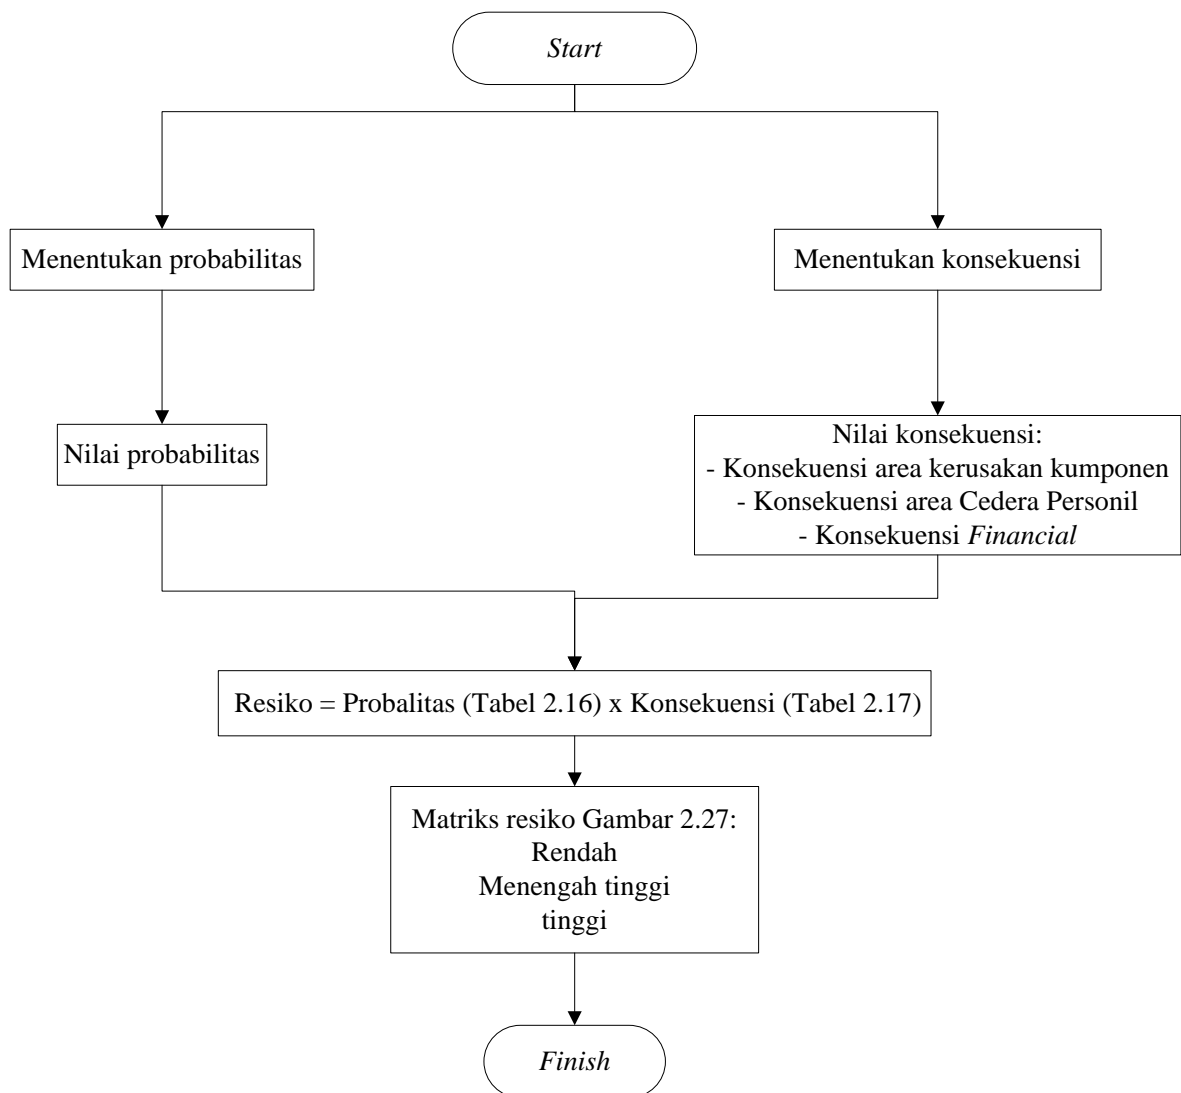 Start
Menentukan probabilitas
Menentukan konsekuensi
Nilai probabilitas
Nilai konsekuensi:
- Konsekuensi area kerusakan kumponen
- Konsekuensi area Cedera Personil
- Konsekuensi Financial
Resiko = Probalitas (Tabel 2.16) x Konsekuensi (Tabel 2.17)
Matriks resiko Gambar 2.27:
Rendah
Menengah tinggi
tinggi
Finish